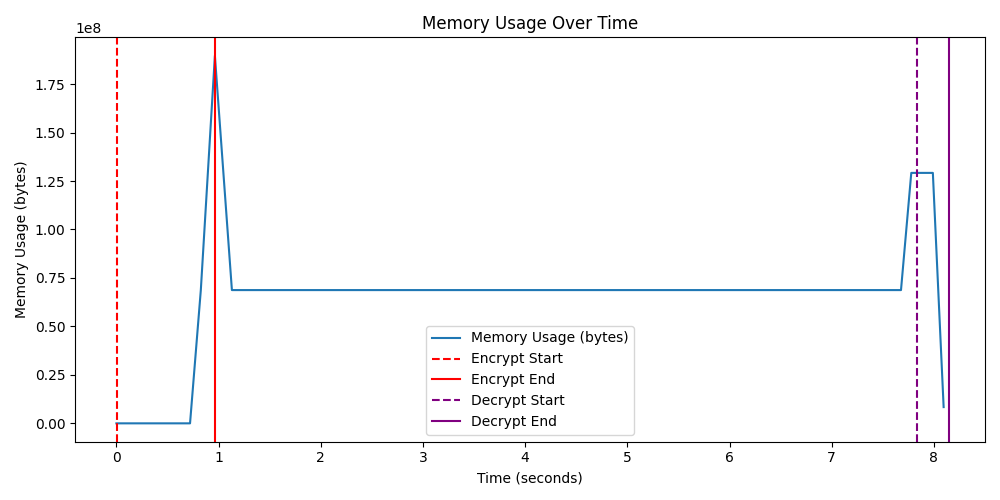 Memory Usage Over Time
1e8
1.75
1.50
1.25
1.00
0.75
0.50
0.25
0.00
Memory Usage (bytes)
Memory Usage (bytes)
Encrypt Start
Encrypt End
Decrypt Start
Decrypt End
0 1 2 3 4 5 6 7 8
Time (seconds)